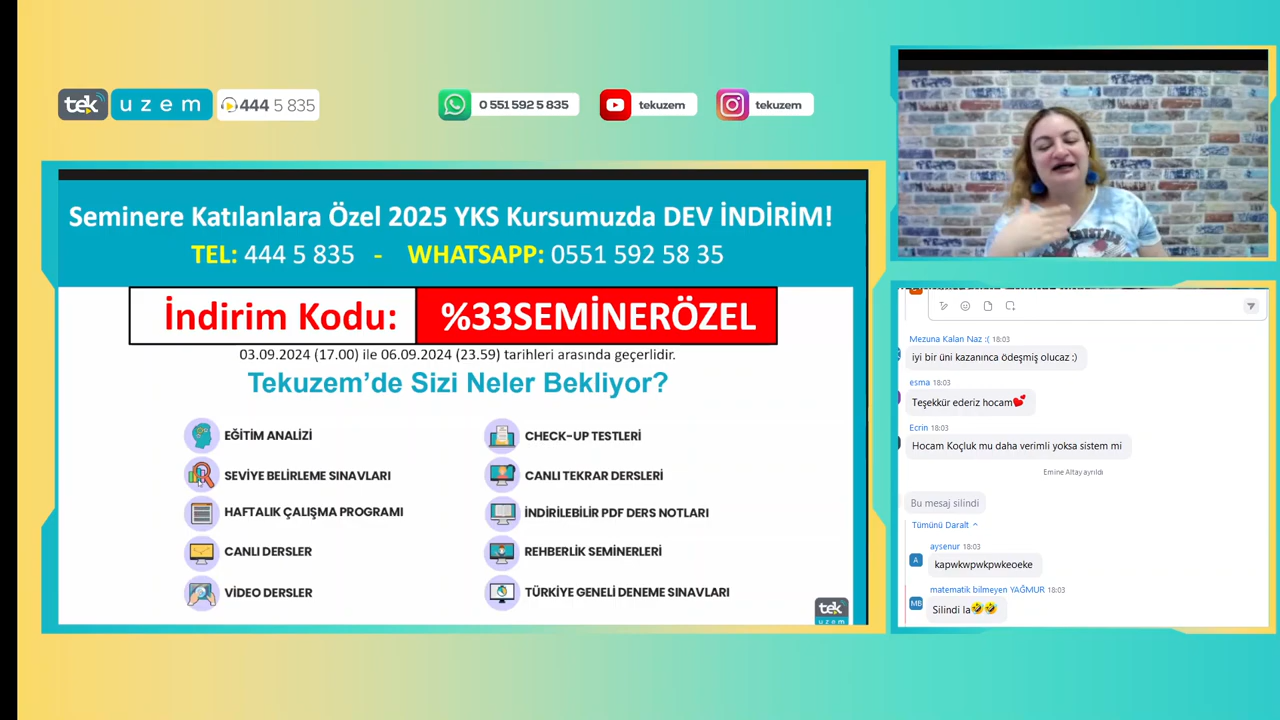 tek uzem 444 5 835
0 551 592 5 835
tekuzem
tekuzem
Seminere Katılanlara Özel 2025 YKS Kursumuzda DEV İNDİRİM!
TEL: 444 5 835 - WHATSAPP: 0551 592 58 35
İndirim Kodu: %33SEMİNERÖZEL
03.09.2024 (17.00) ile 06.09.2024 (23.59) tarihleri arasında geçerlidir.
Tekuzem’de Sizi Neler Bekliyor?
EĞİTİM ANALİZİ
SEVİYE BELİRLEME SINAVLARI
HAFTALIK ÇALIŞMA PROGRAMI
CANLI DERSLER
VİDEO DERSLER
CHECK-UP TESTLERİ
CANLI TEKRAR DERSLERİ
İNDİRİLEBİLİR PDF DERS NOTLARI
REHBERLİK SEMİNERLERİ
TÜRKİYE GENELİ DENEME SINAVLARI
tek
uzem
Mezuna Kalan Naz :( 18:03
iyi bir üni kazanınca ödeşmiş olucaz :)
esma 18:03
Teşekkür ederiz hocam💕
Ecrin 18:03
Hocam Koçluk mu daha verimli yoksa sistem mi
Emine Altay ayrıldı
Bu mesaj silindi
Tümünü Daralt ^
aysenur 18:03
A
kapwkwpwkpwkeoeke
matematik bilmeyen YAĞMUR 18:03
MB
Silindi la🤣🤣